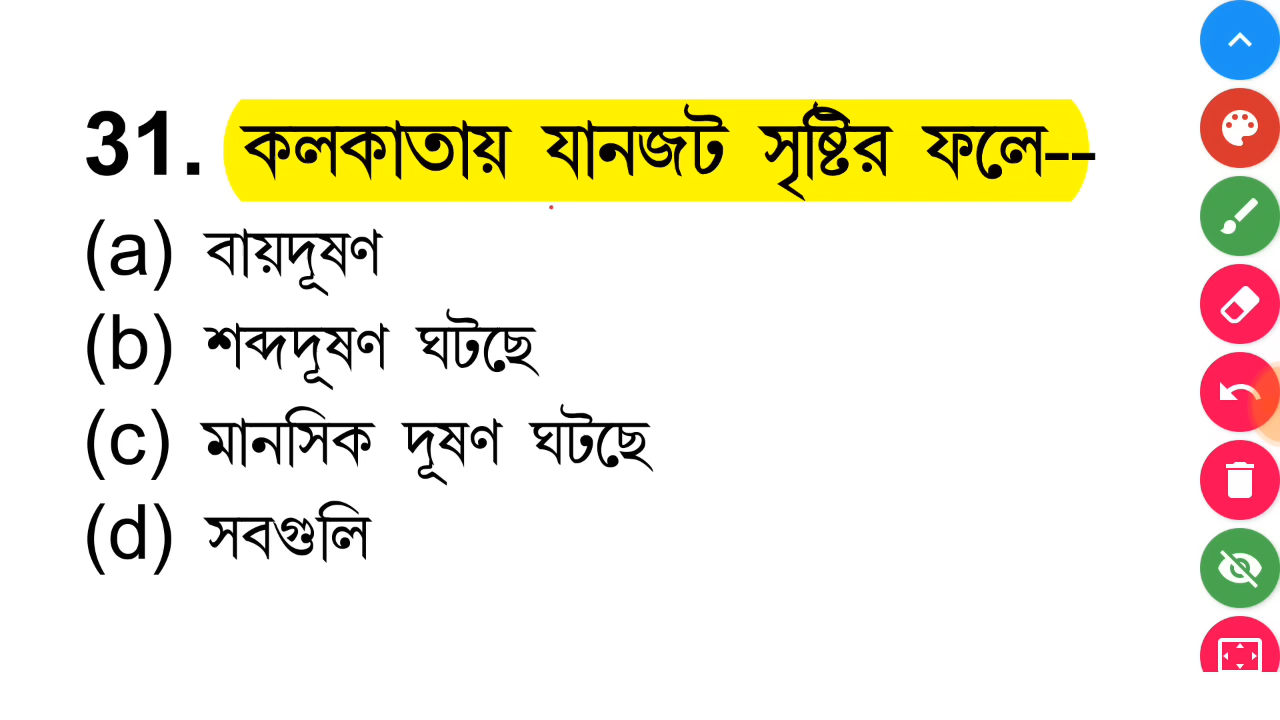 31. কলকাতায় যানজট সৃষ্টির ফলে--
(a) বায়দূষণ
(b) শব্দদূষণ ঘটছে
(c) মানসিক দূষণ ঘটছে
(d) সবগুলি